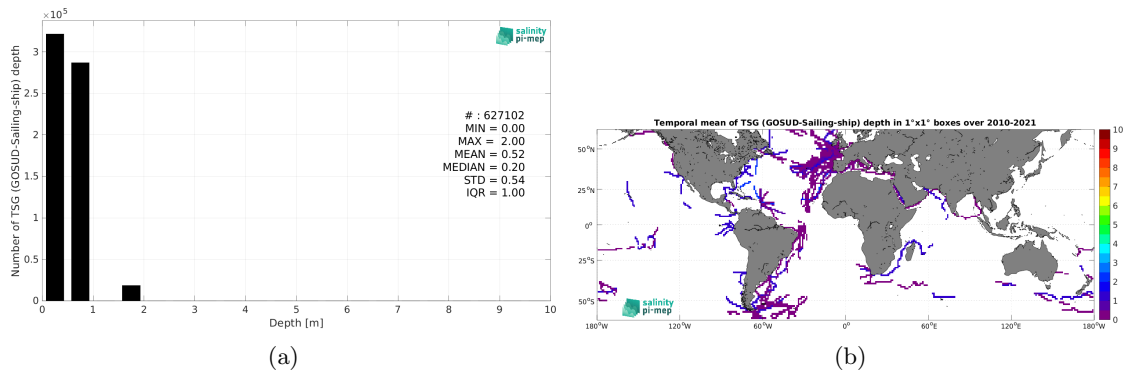 ×10⁵
3
2.5
2
1.5
1
0.5
0
0 1 2 3 4 5 6 7 8 9 10
Number of TSG (GOSUD-Sailing-ship) depth
Depth [m]
salinity
pi-mep
# : 627102
MIN = 0.00
MAX = 2.00
MEAN = 0.52
MEDIAN = 0.20
STD = 0.54
IQR = 1.00
(a)
Temporal mean of TSG (GOSUD-Sailing-ship) depth in 1°x1° boxes over 2010-2021
50°N
25°N
0°
25°S
50°S
180°W 120°W 60°W 0° 60°E 120°E 180°W
salinity
pi-mep
10
9
8
7
6
5
4
3
2
1
0
(b)